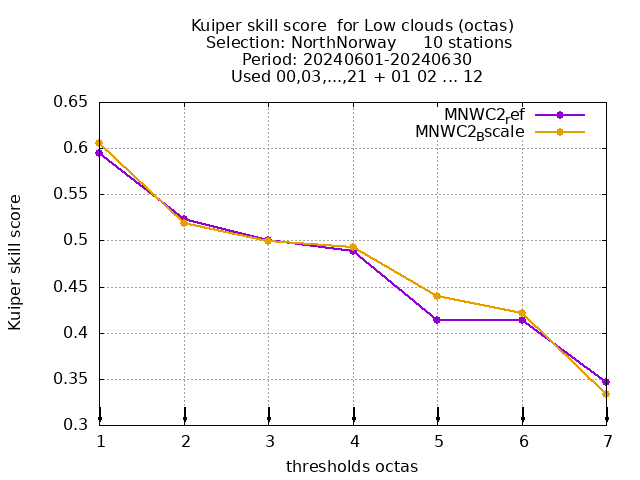 Kuiper skill score  for Low clouds (octas)
Selection: NorthNorway     10 stations
Period: 20240601-20240630
Used 00,03,...,21 + 01 02 ... 12
MNWC2ref
MNWC2Bscale
0.65
0.6
0.55
0.5
0.45
0.4
0.35
0.3
Kuiper skill score
1 2 3 4 5 6 7
thresholds octas